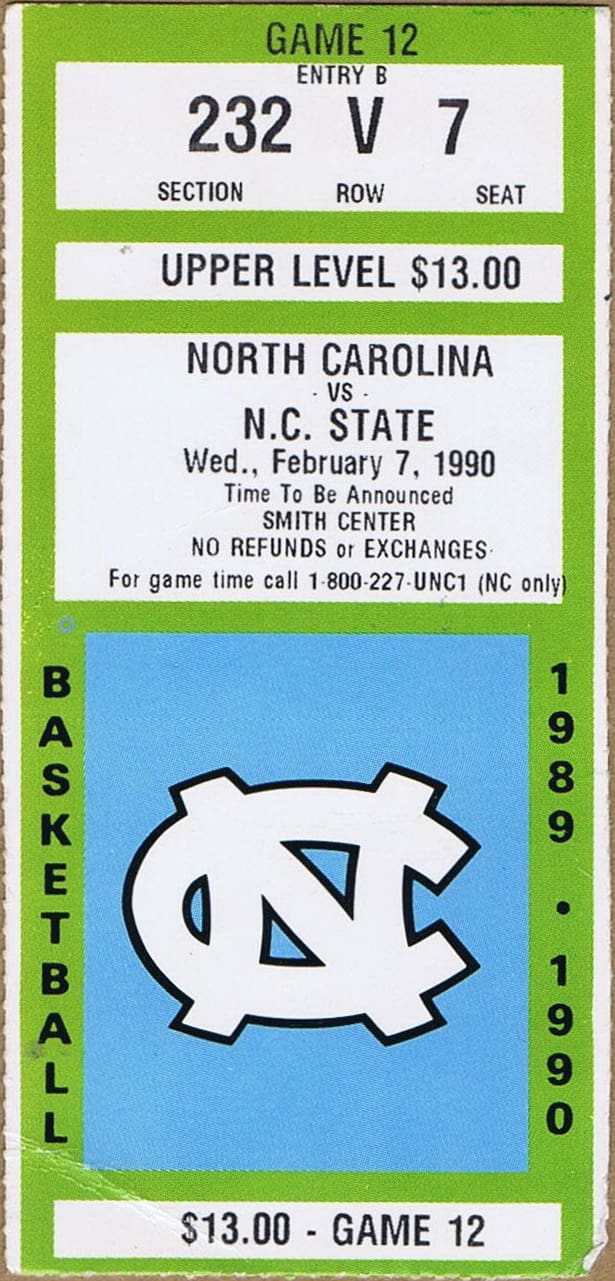 GAME 12
ENTRY B
232 V 7
SECTION ROW SEAT
UPPER LEVEL $13.00
NORTH CAROLINA
- VS -
N.C. STATE
Wed., February 7, 1990
Time To Be Announced
SMITH CENTER
NO REFUNDS or EXCHANGES
For game time call 1-800-227-UNC1 (NC only)
BASKETBALL
1989 • 1990
NC
$13.00 - GAME 12